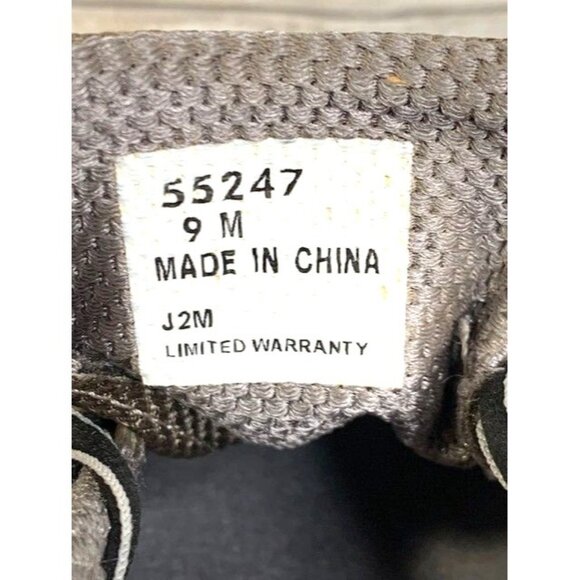 55247
9 M
MADE IN CHINA
J2M
LIMITED WARRANTY